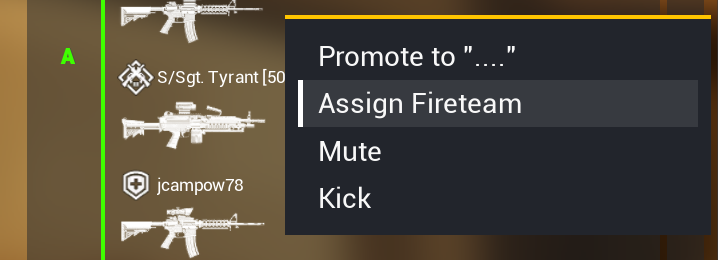 A
S/Sgt. Tyrant [50
jcampow78
Promote to "...."
Assign Fireteam
Mute
Kick